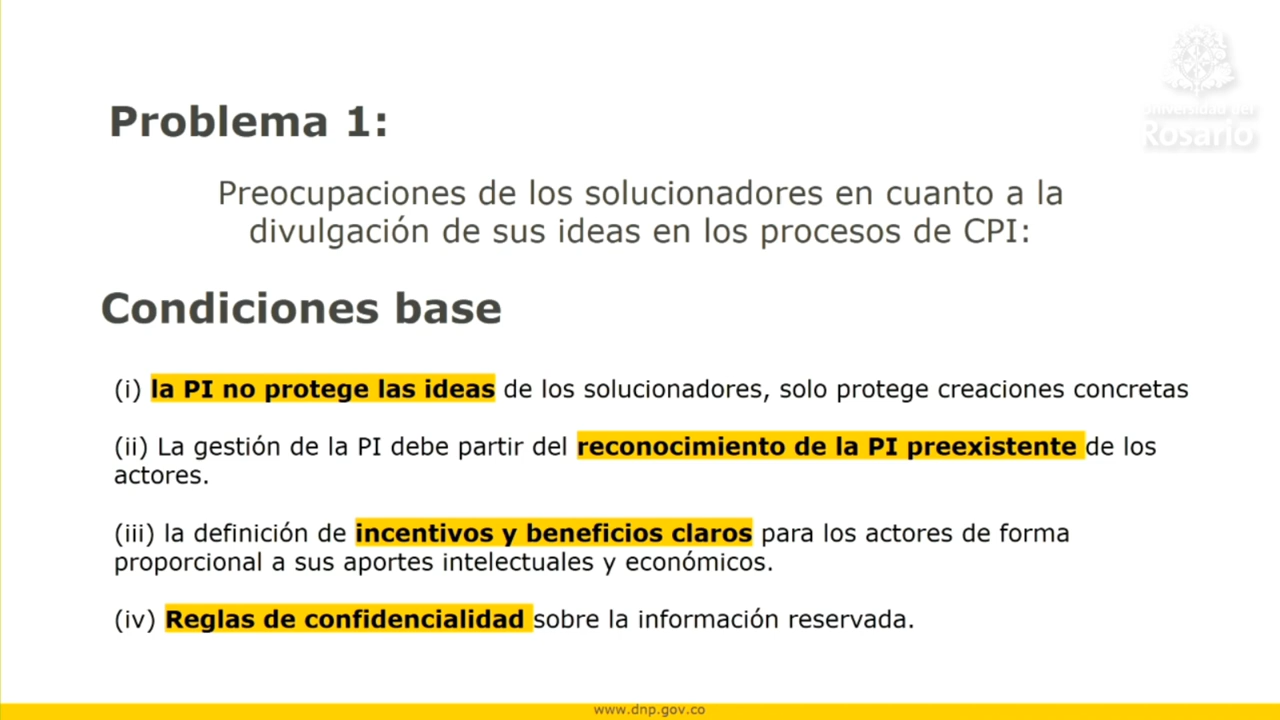 Universidad del
Rosario
Problema 1:
Preocupaciones de los solucionadores en cuanto a la
divulgación de sus ideas en los procesos de CPI:
Condiciones base
(i) la PI no protege las ideas de los solucionadores, solo protege creaciones concretas
(ii) La gestión de la PI debe partir del reconocimiento de la PI preexistente de los
actores.
(iii) la definición de incentivos y beneficios claros para los actores de forma
proporcional a sus aportes intelectuales y económicos.
(iv) Reglas de confidencialidad sobre la información reservada.
www.dnp.gov.co